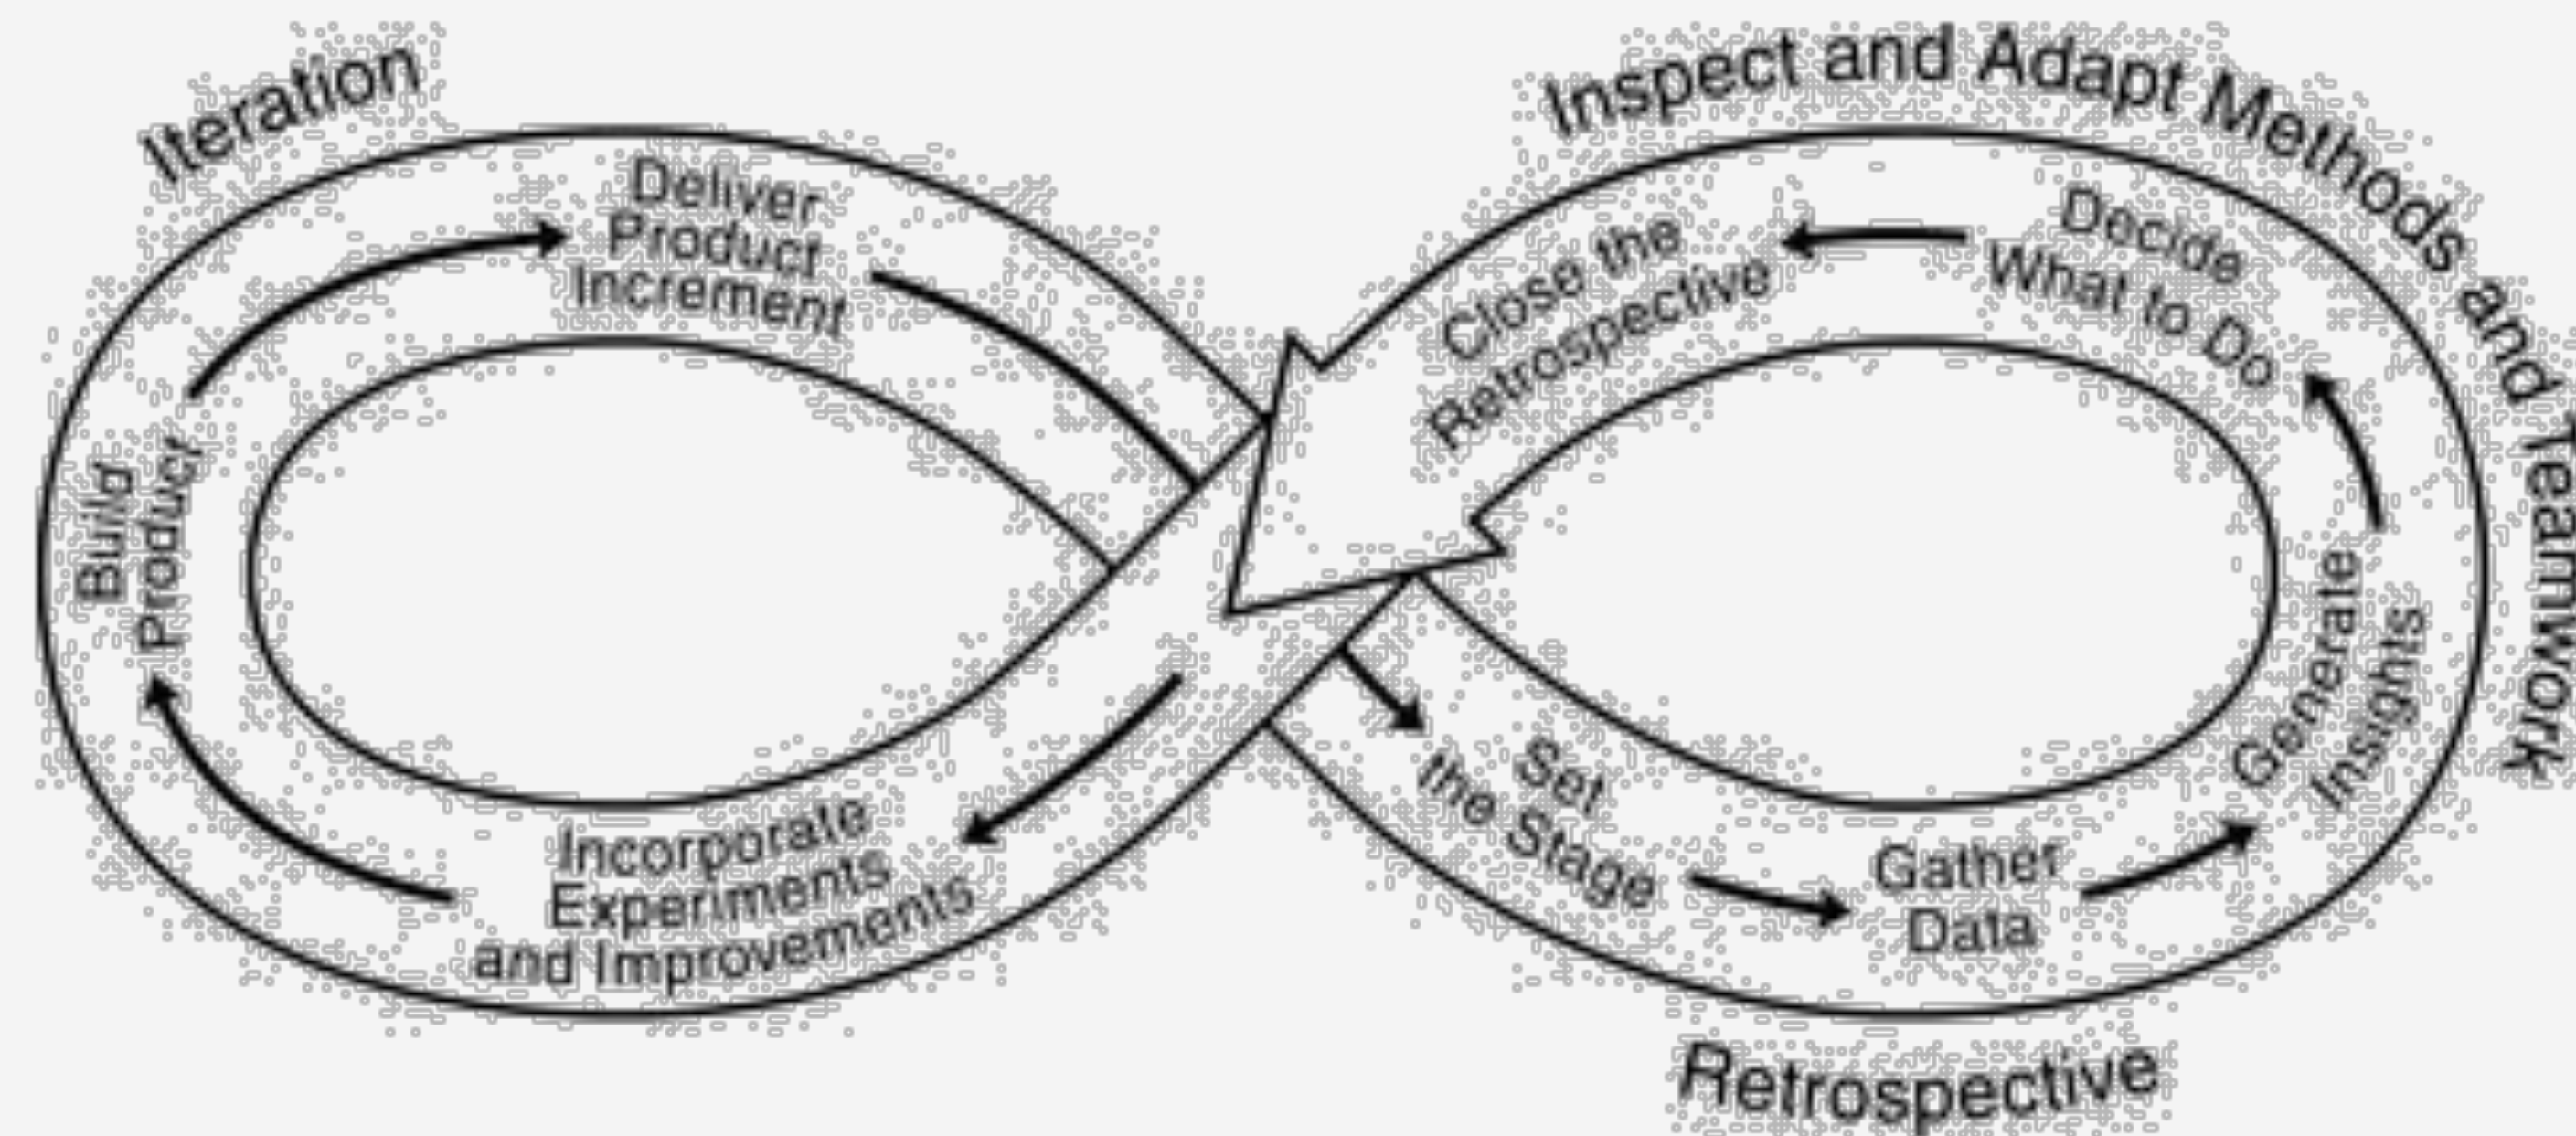 Iteration
Deliver
Product
Increment
Build
Product
Incorporate
Experiments
and Improvements
Inspect and Adapt Methods and Teamwork
Close the
Retrospective
Decide
What to Do
Generate
Insights
Set
the Stage
Gather
Data
Retrospective